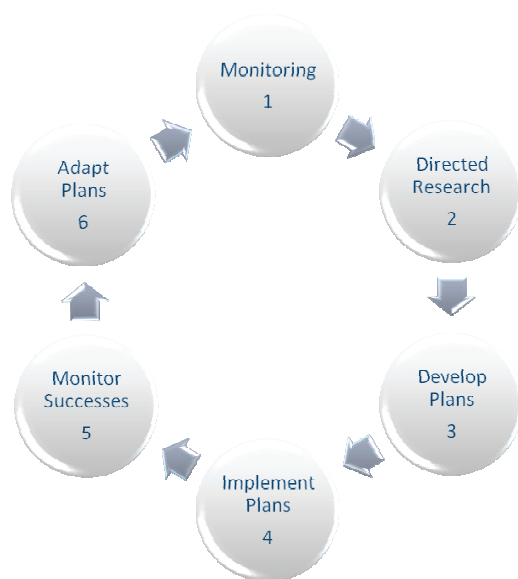 Monitoring
1
Directed
Research
2
Develop
Plans
3
Implement
Plans
4
Monitor
Successes
5
Adapt
Plans
6